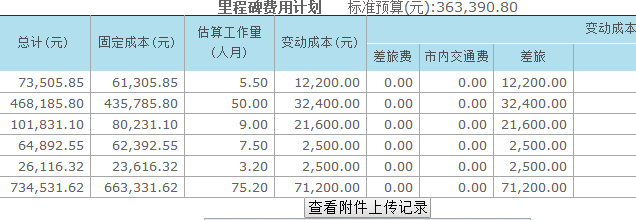 里程碑费用计划 标准预算(元):363,390.80
总计(元) 固定成本(元) 估算工作量(人月) 变动成本(元) 变动成本
差旅费 市内交通费 差旅
73,505.85 61,305.85 5.50 12,200.00 0.00 0.00 12,200.00
468,185.80 435,785.80 50.00 32,400.00 0.00 0.00 32,400.00
101,831.10 80,231.10 9.00 21,600.00 0.00 0.00 21,600.00
64,892.55 62,392.55 7.50 2,500.00 0.00 0.00 2,500.00
26,116.32 23,616.32 3.20 2,500.00 0.00 0.00 2,500.00
734,531.62 663,331.62 75.20 71,200.00 0.00 0.00 71,200.00
查看附件上传记录